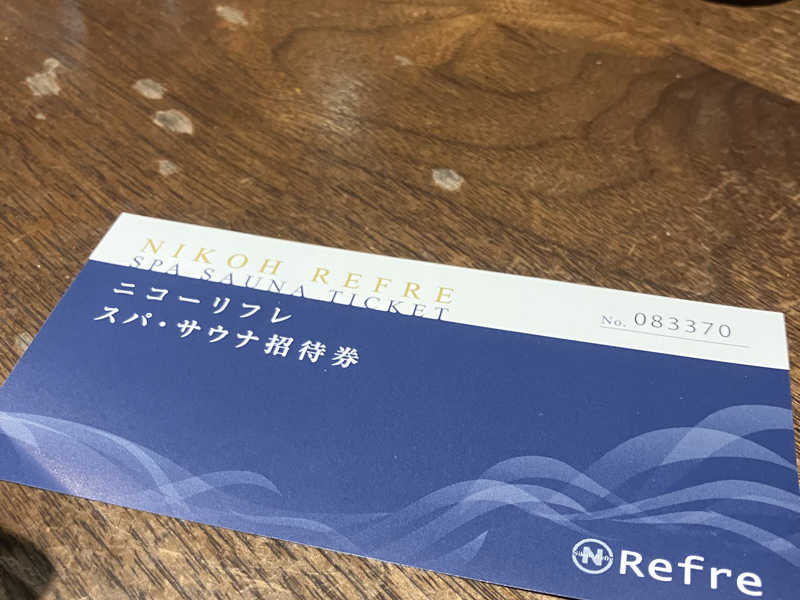 NIKOH REFRE
SPA SAUNA TICKET
ニコーリフレ
スパ・サウナ招待券
No. 083370
Refre